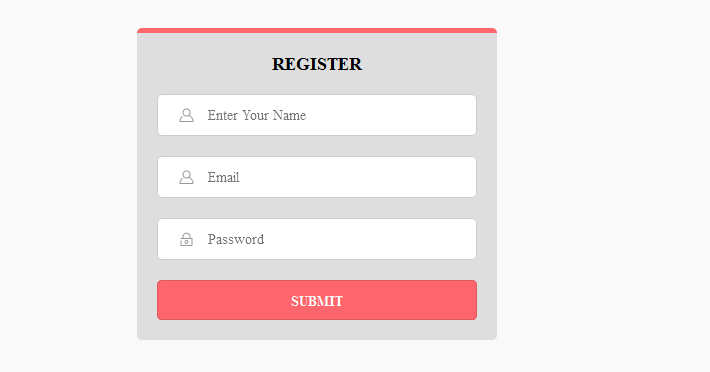 REGISTER
Enter Your Name
Email
Password
SUBMIT